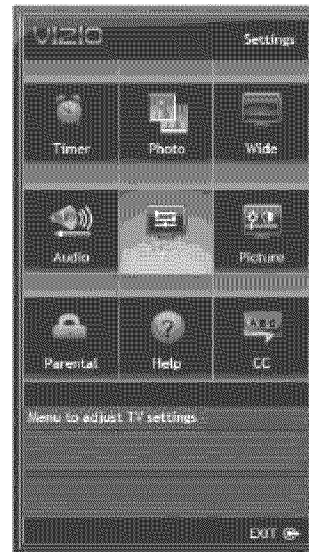 VIZIO
Settings
Timer Photo Wide
Audio Picture
Parental Help CC
Menu to adjust TV settings
EXIT